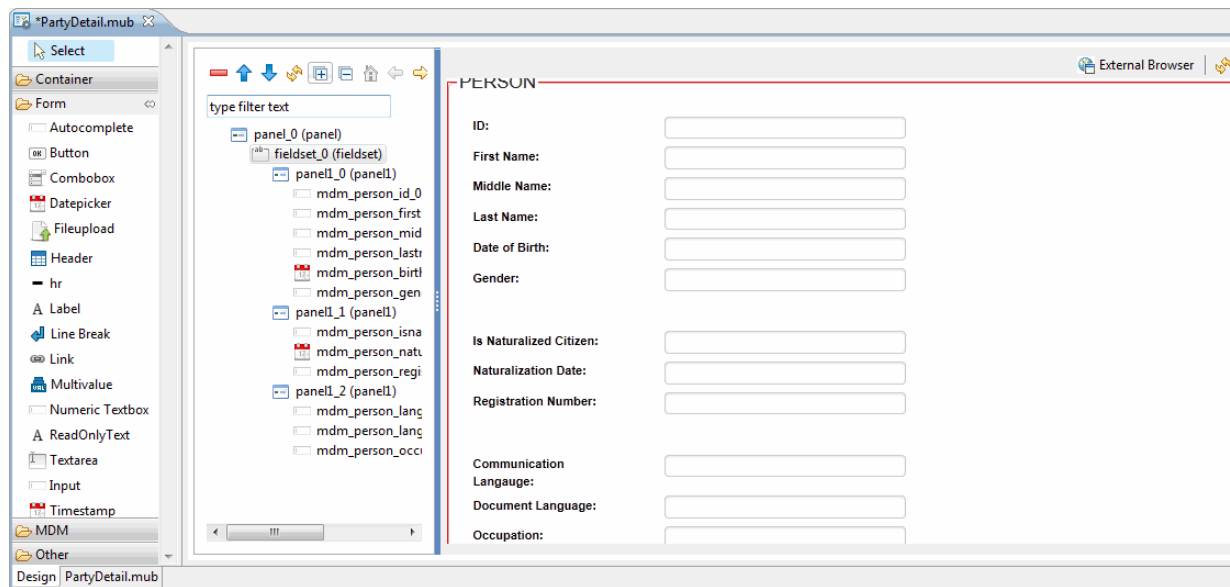 *PartyDetail.mub
Select
Container
Form
Autocomplete
Button
Combobox
Datepicker
Fileupload
Header
hr
Label
Line Break
Link
Multivalue
Numeric Textbox
ReadOnlyText
Textarea
Input
Timestamp
MDM
Other
Design PartyDetail.mub
type filter text
panel_0 (panel)
fieldset_0 (fieldset)
panel1_0 (panel1)
mdm_person_id_0
mdm_person_first
mdm_person_mid
mdm_person_lastr
mdm_person_birtl
mdm_person_gen
panel1_1 (panel1)
mdm_person_isna
mdm_person_natu
mdm_person_regi
panel1_2 (panel1)
mdm_person_lang
mdm_person_lang
mdm_person_occu
External Browser
PERSON
ID:
First Name:
Middle Name:
Last Name:
Date of Birth:
Gender:
Is Naturalized Citizen:
Naturalization Date:
Registration Number:
Communication
Langauge:
Document Language:
Occupation: